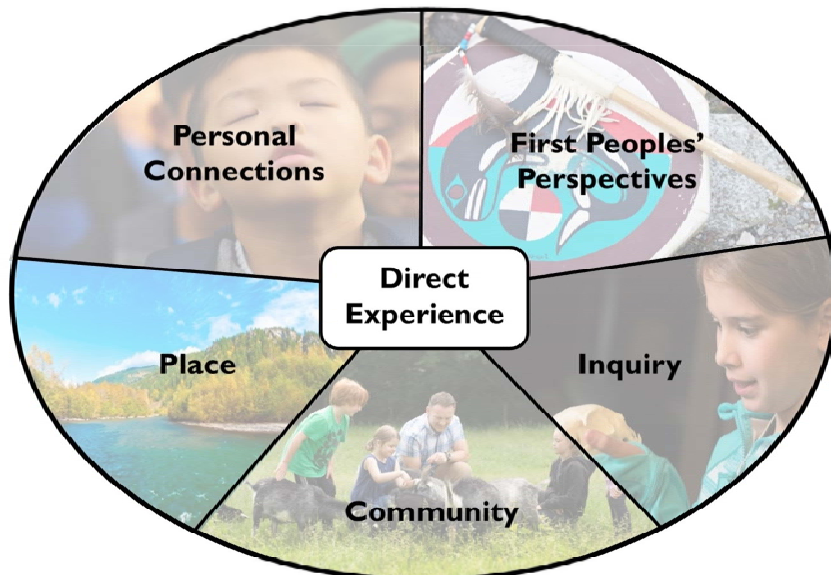 Personal
Connections
First Peoples’
Perspectives
Direct
Experience
Place
Inquiry
Community